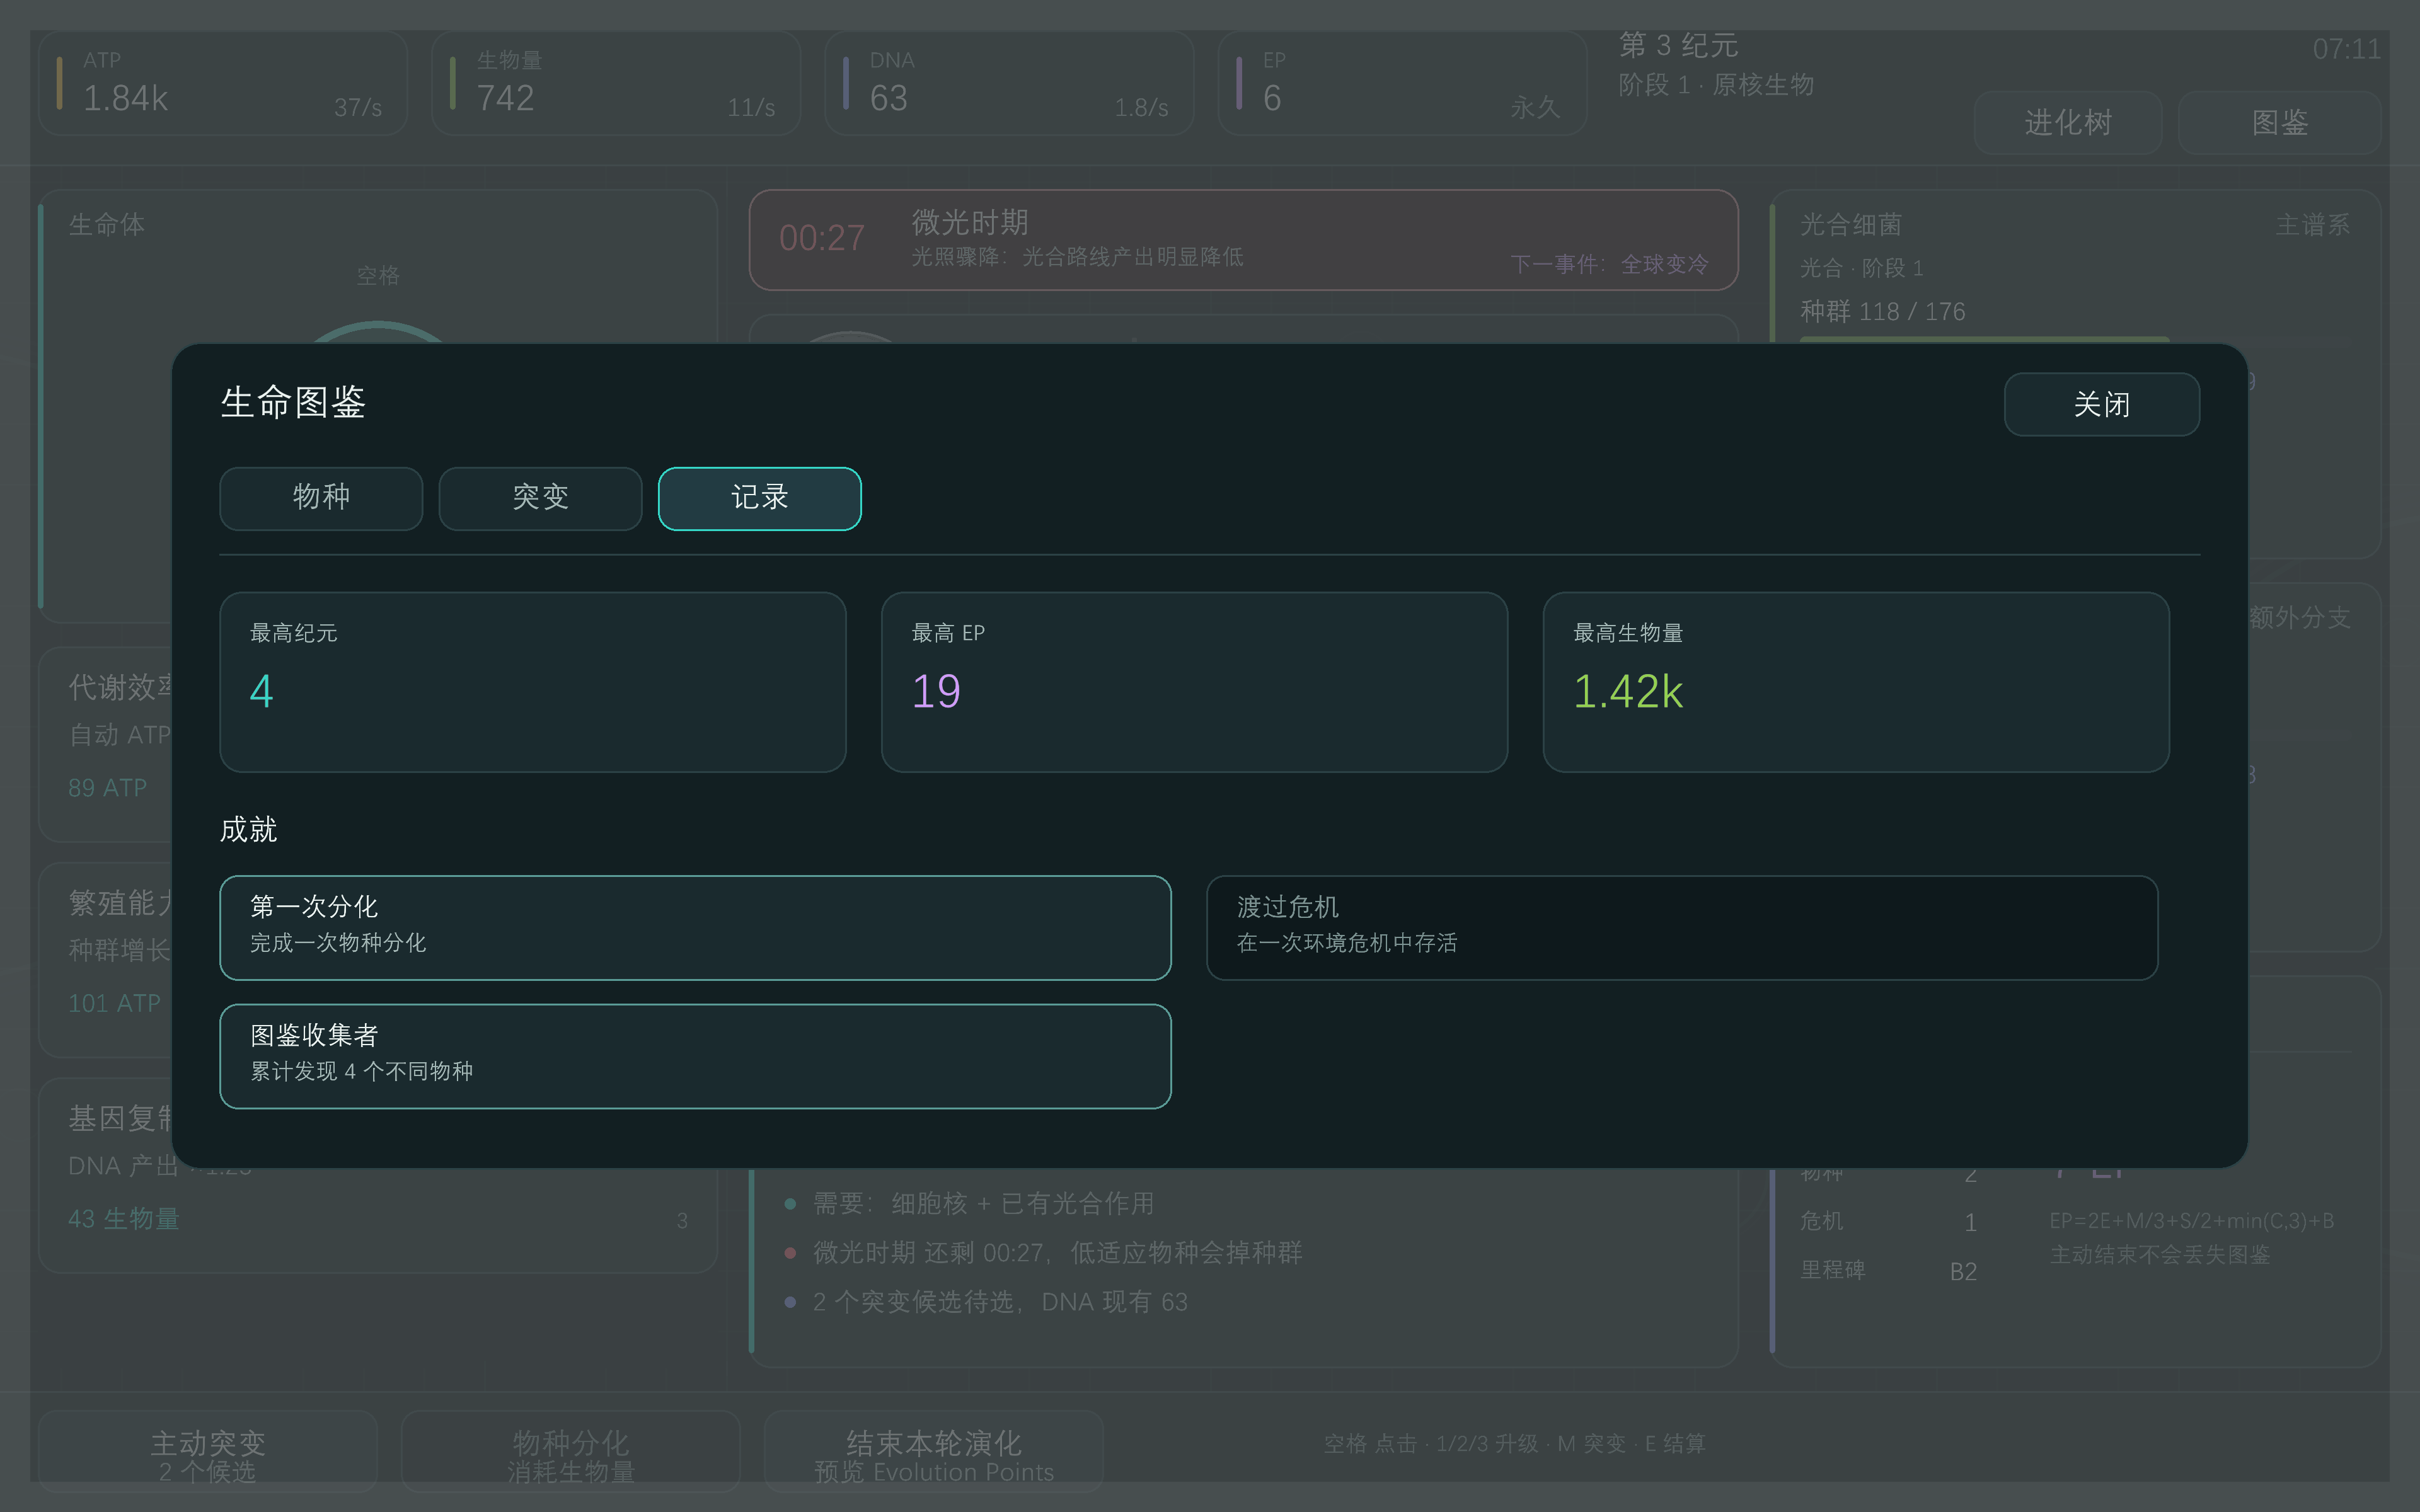 ATP
1.84k
37/s
生物量
742
11/s
DNA
63
1.8/s
EP
6
永久
第 3 纪元
阶段 1 · 原核生物
07:11
进化树
图鉴
生命体
空格
00:27
微光时期
光照骤降：光合路线产出明显降低
下一事件：全球变冷
光合细菌
主谱系
光合 · 阶段 1
种群 118 / 176
生命图鉴
关闭
物种
突变
记录
最高纪元
4
最高 EP
19
最高生物量
1.42k
成就
第一次分化
完成一次物种分化
渡过危机
在一次环境危机中存活
图鉴收集者
累计发现 4 个不同物种
额外分支
代谢效率
自动 ATP
89 ATP
繁殖能力
种群增长
101 ATP
基因复制
DNA 产出
43 生物量
3
需要：细胞核 + 已有光合作用
微光时期 还剩 00:27，低适应物种会掉种群
2 个突变候选待选，DNA 现有 63
物种
2
危机
1
里程碑
B2
EP=2E+M/3+S/2+min(C,3)+B
主动结束不会丢失图鉴
主动突变
2 个候选
物种分化
消耗生物量
结束本轮演化
预览 Evolution Points
空格 点击 · 1/2/3 升级 · M 突变 · E 结算